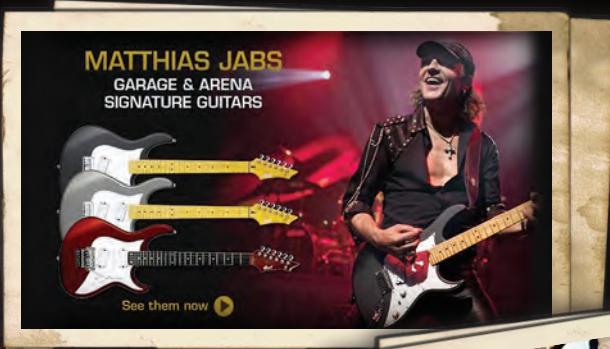 MATTHIAS JABS
GARAGE & ARENA
SIGNATURE GUITARS
See them now